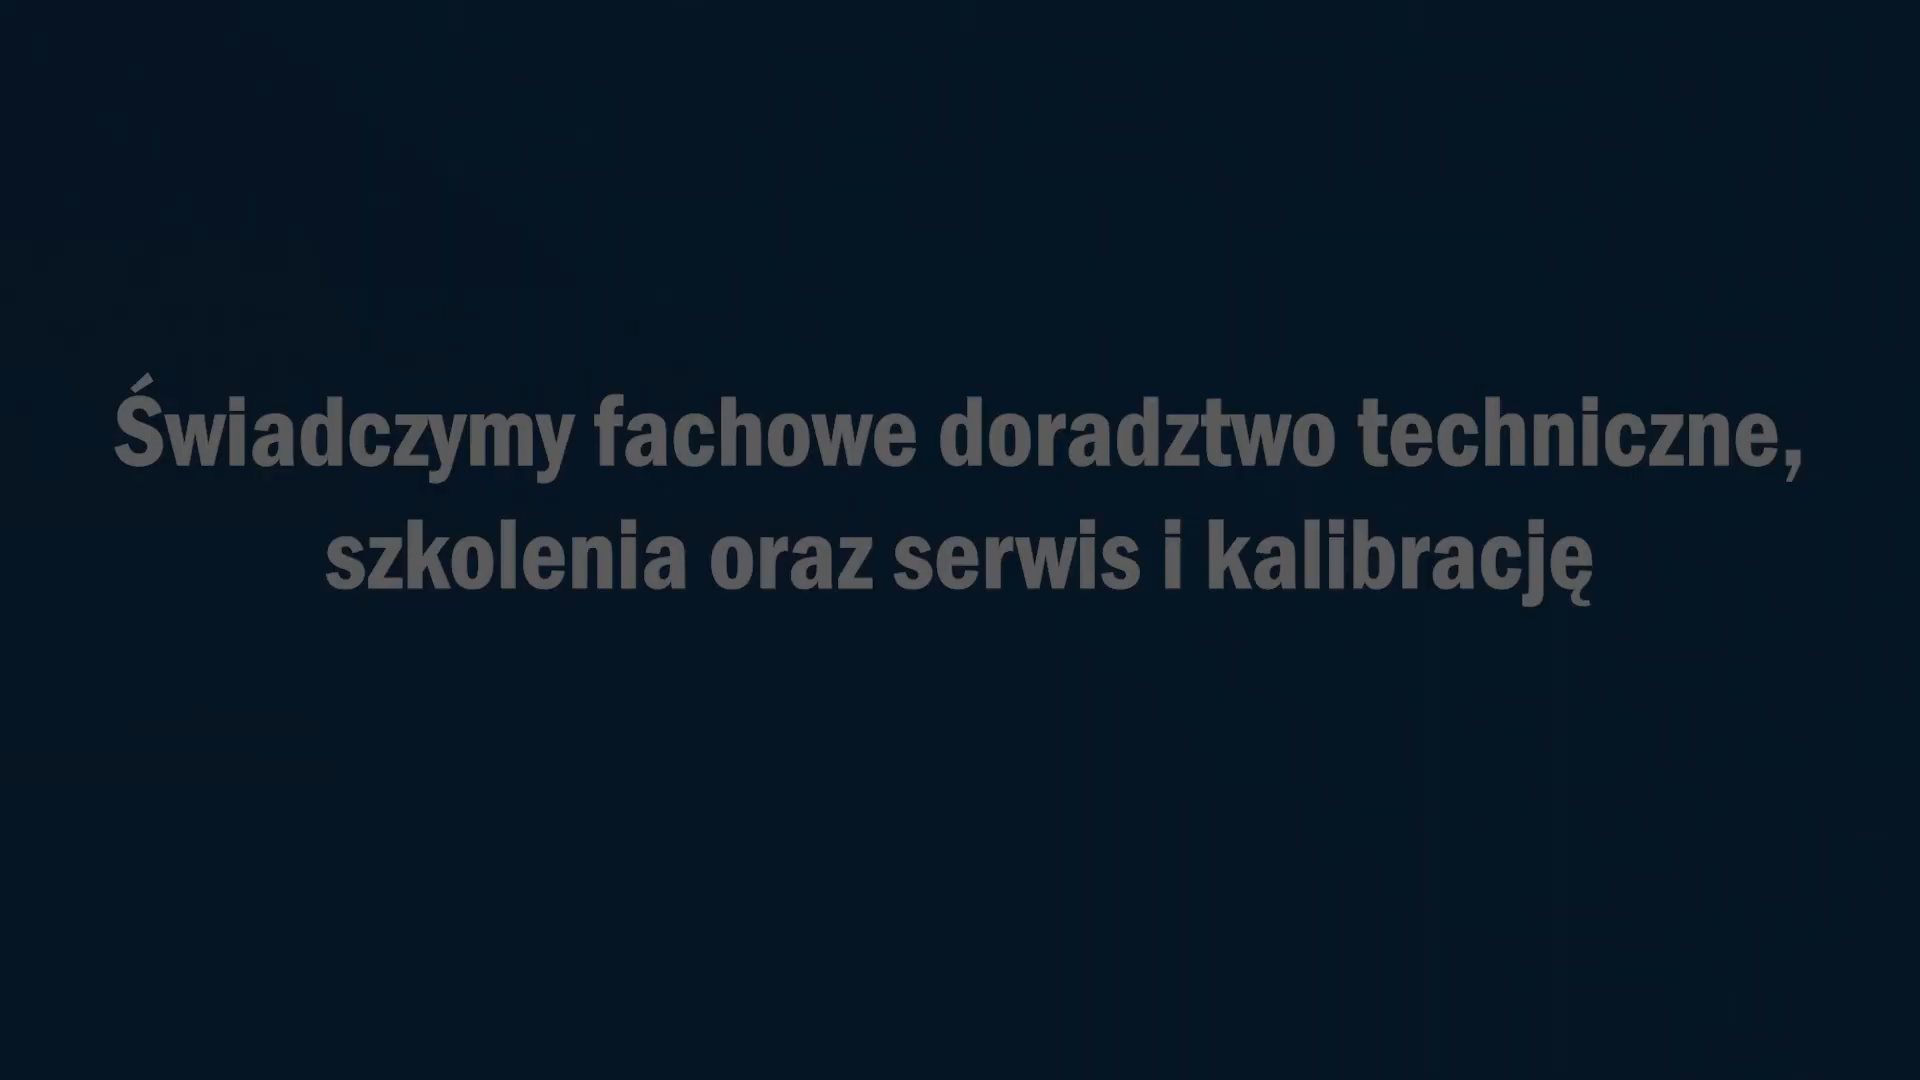 Świadczymy fachowe doradztwo techniczne,
szkolenia oraz serwis i kalibrację